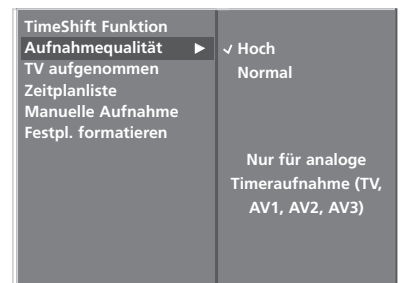 TimeShift Funktion
Aufnahmequalität
TV aufgenommen
Zeitplanliste
Manuelle Aufnahme
Festpl. formatieren
Hoch
Normal
Nur für analoge
Timeraufnahme (TV,
AV1, AV2, AV3)